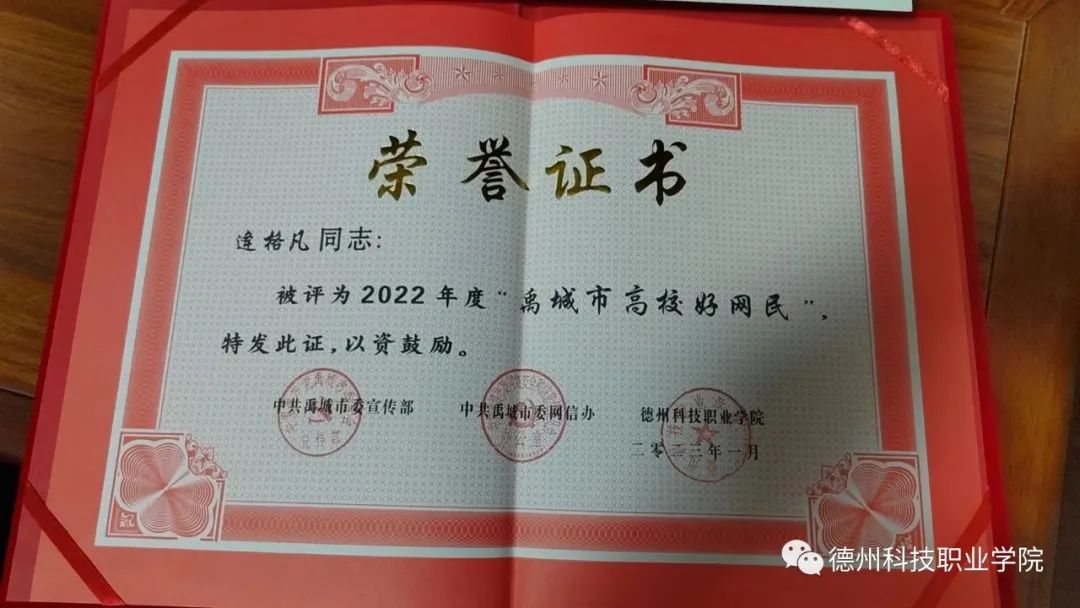 荣誉证书
逄格凡同志:
被评为2022年度“禹城市高校好网民”,
特发此证,以资鼓励。
中共禹城市委宣传部 中共禹城市委网信办 德州科技职业学院
二零二三年一月
德州科技职业学院